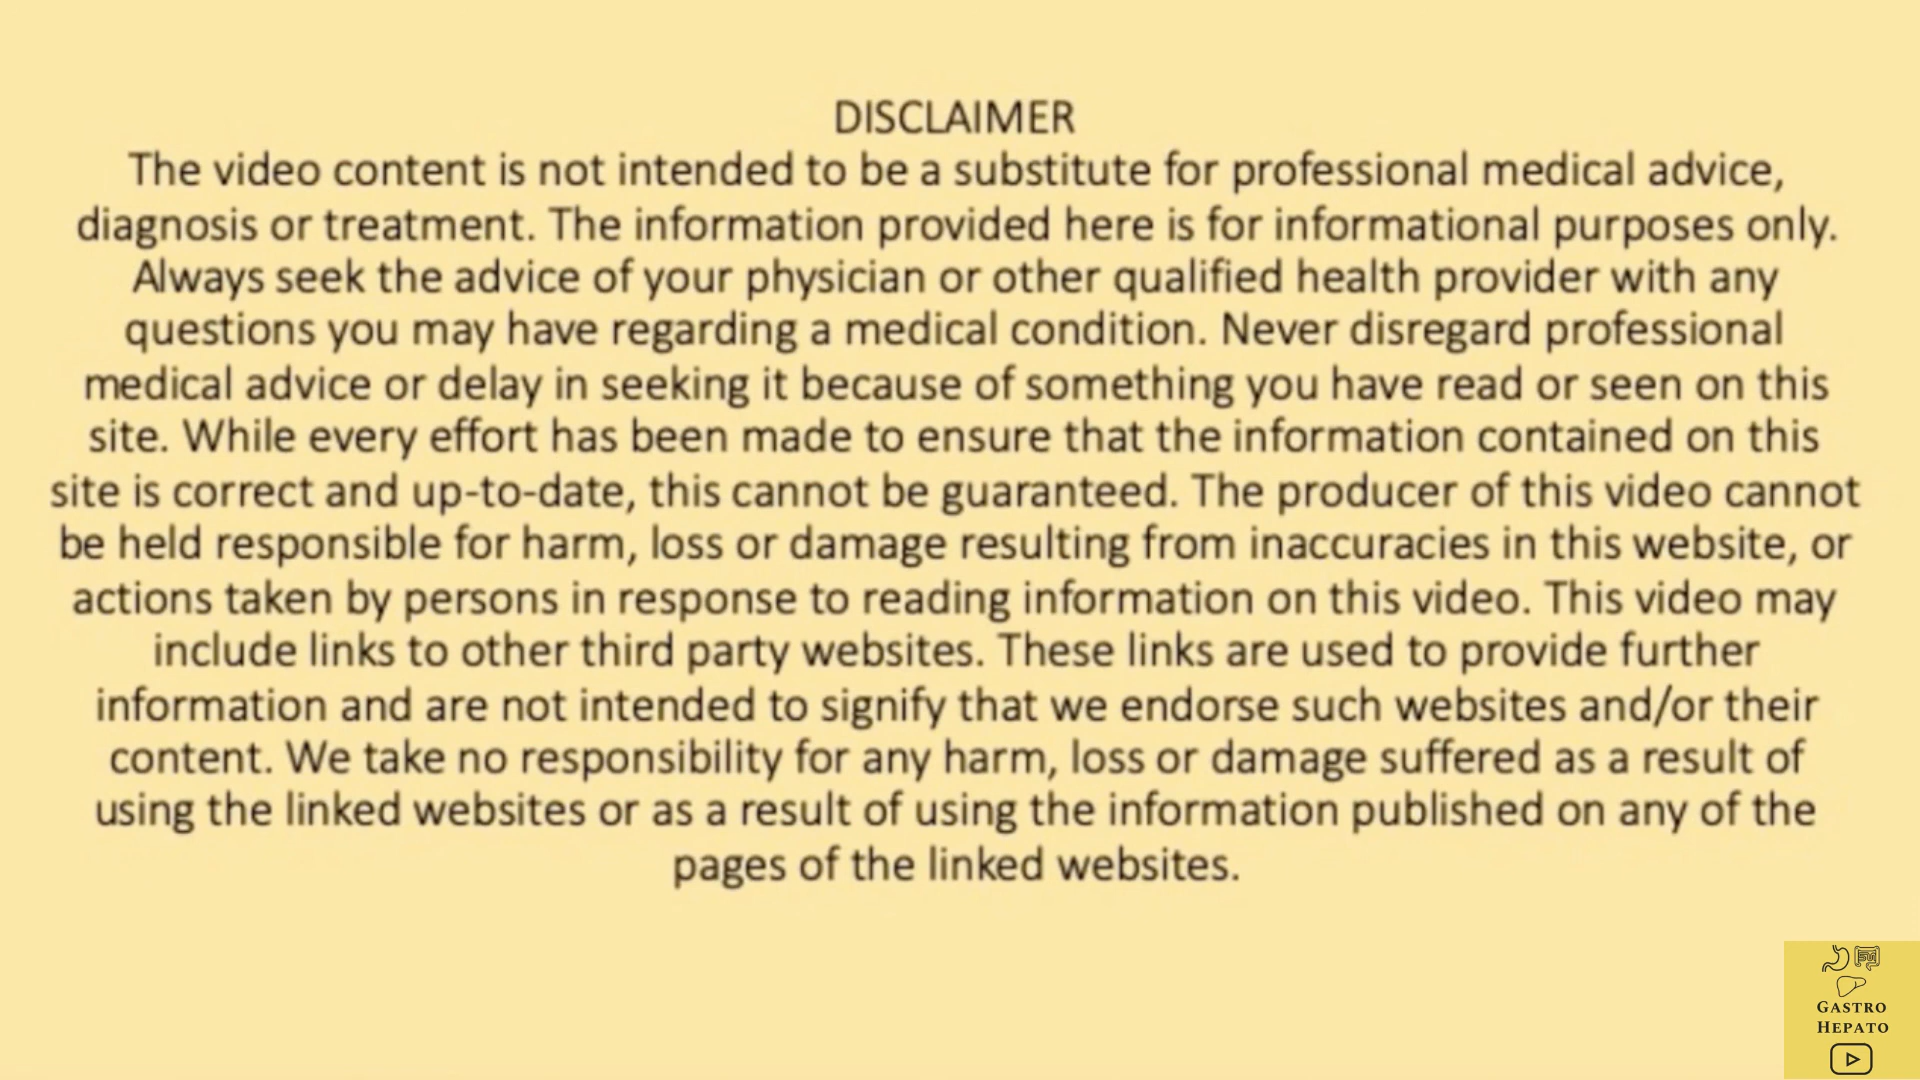 DISCLAIMER
The video content is not intended to be a substitute for professional medical advice,
diagnosis or treatment. The information provided here is for informational purposes only.
Always seek the advice of your physician or other qualified health provider with any
questions you may have regarding a medical condition. Never disregard professional
medical advice or delay in seeking it because of something you have read or seen on this
site. While every effort has been made to ensure that the information contained on this
site is correct and up-to-date, this cannot be guaranteed. The producer of this video cannot
be held responsible for harm, loss or damage resulting from inaccuracies in this website, or
actions taken by persons in response to reading information on this video. This video may
include links to other third party websites. These links are used to provide further
information and are not intended to signify that we endorse such websites and/or their
content. We take no responsibility for any harm, loss or damage suffered as a result of
using the linked websites or as a result of using the information published on any of the
pages of the linked websites.
GASTRO
HEPATO